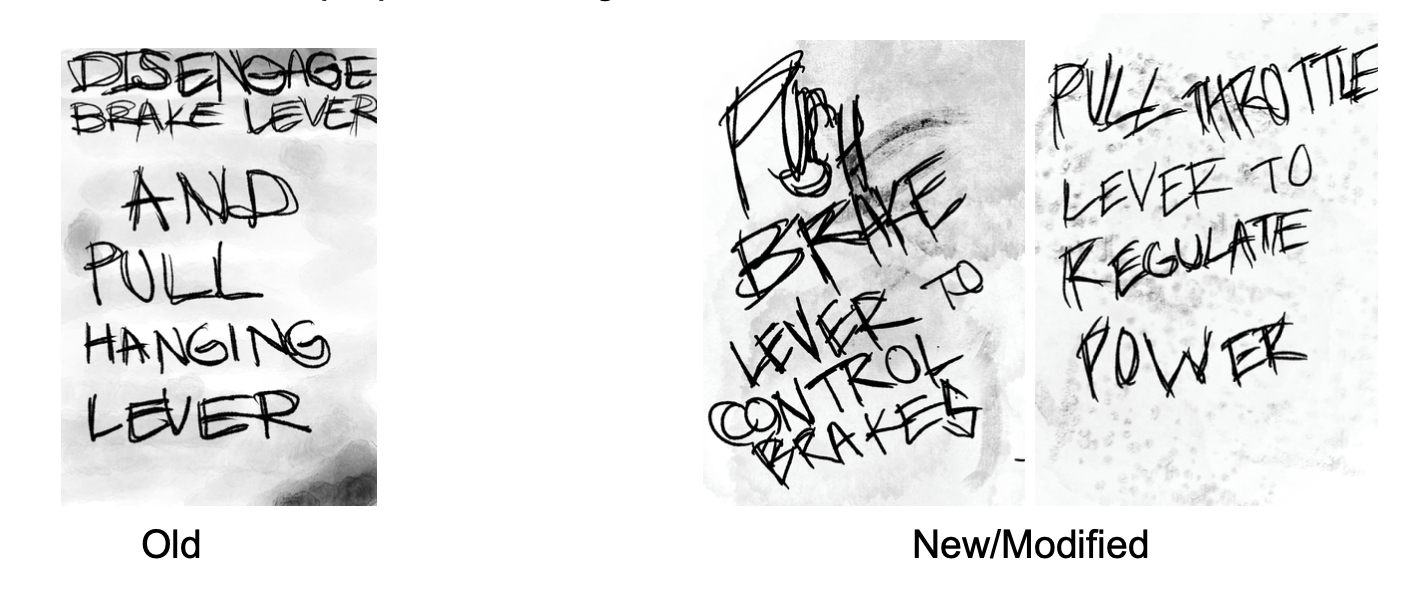 DISENGAGE
BRAKE LEVER
AND
PULL
HANGING
LEVER
Old
PUSH
BRAKE
LEVER TO
CONTROL
BRAKES
PULL THROTTLE
LEVER TO
REGULATE
POWER
New/Modified